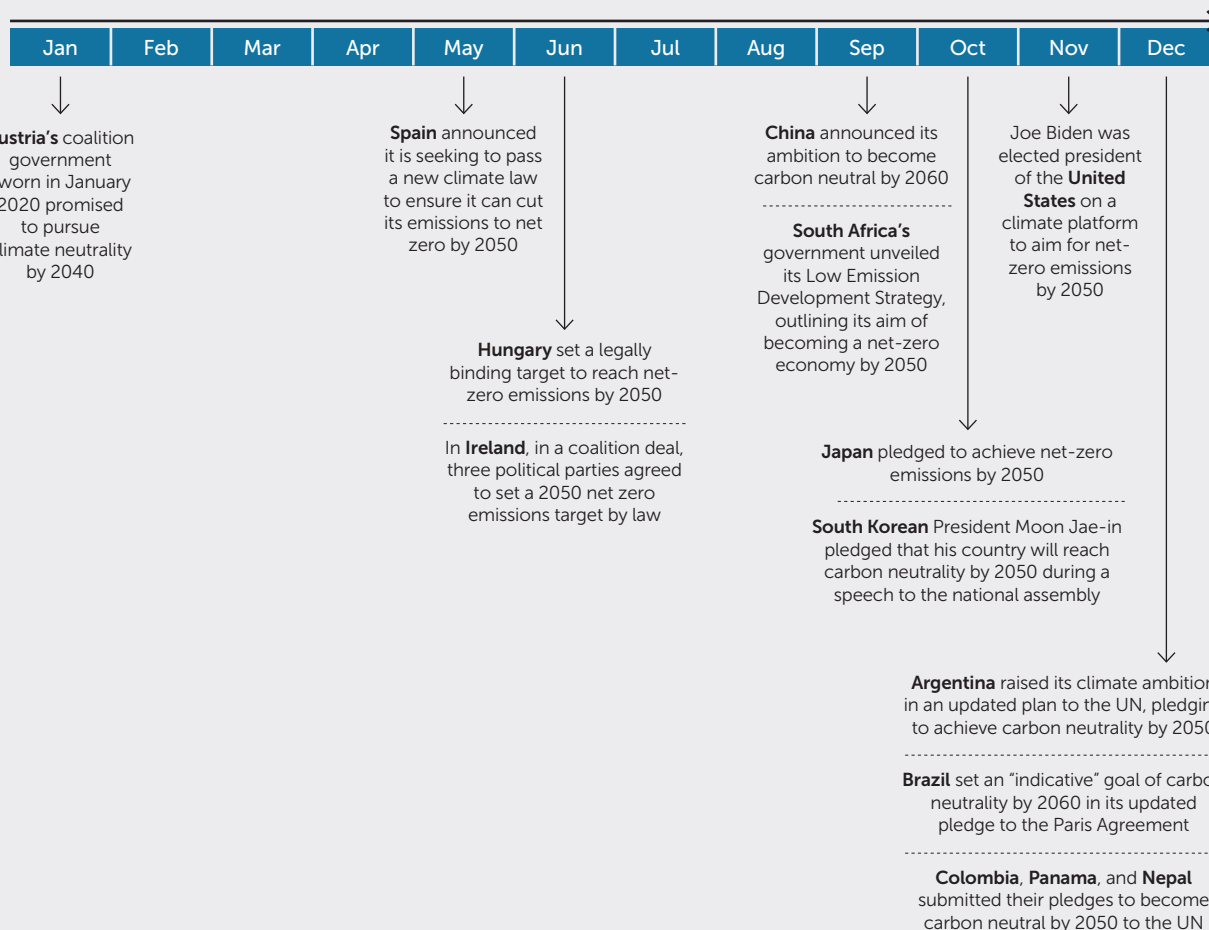 Jan Feb Mar Apr May Jun Jul Aug Sep Oct Nov Dec
ustria's coalition
government
worn in January
2020 promised
to pursue
limate neutrality
by 2040
Spain announced
it is seeking to pass
a new climate law
to ensure it can cut
its emissions to net
zero by 2050
Hungary set a legally
binding target to reach net-
zero emissions by 2050
In Ireland, in a coalition deal,
three political parties agreed
to set a 2050 net zero
emissions target by law
China announced its
ambition to become
carbon neutral by 2060
South Africa's
government unveiled
its Low Emission
Development Strategy,
outlining its aim of
becoming a net-zero
economy by 2050
Japan pledged to achieve net-zero
emissions by 2050
South Korean President Moon Jae-in
pledged that his country will reach
carbon neutrality by 2050 during a
speech to the national assembly
Joe Biden was
elected president
of the United
States on a
climate platform
to aim for net-
zero emissions
by 2050
Argentina raised its climate ambition
in an updated plan to the UN, pledgin
to achieve carbon neutrality by 2050
Brazil set an "indicative" goal of carbo
neutrality by 2060 in its updated
pledge to the Paris Agreement
Colombia, Panama, and Nepal
submitted their pledges to become
carbon neutral by 2050 to the UN